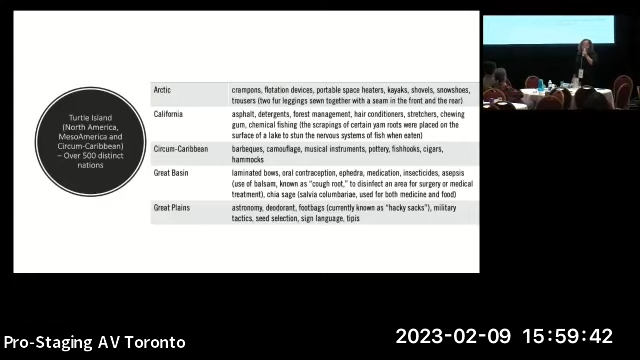 Turtle Island
(North America,
MesoAmerica and
Circum-Caribbean)
– Over 500 distinct
nations
Arctic
crampons, flotation devices, portable space heaters, kayaks, shovels, snowshoes,
trousers (two fur leggings sewn together with a seam in the front and the rear)
California
asphalt, detergents, forest management, hair conditioners, stretchers, chewing
gum, chemical fishing (the scrapings of certain yam roots were placed on the
surface of a lake to stun the nervous systems of fish when eaten)
Circum-Caribbean
barbeques, camouflage, musical instruments, pottery, fishhooks, cigars,
hammocks
Great Basin
laminated bows, oral contraception, ephedra, medication, insecticides, asepsis
(use of balsam, known as “cough root,” to disinfect an area for surgery or medical
treatment), chia sage (salvia columbariae, used for both medicine and food)
Great Plains
astronomy, deodorant, footbags (currently known as “hacky sacks”), military
tactics, seed selection, sign language, tipis
Pro-Staging AV Toronto
2023-02-09 15:59:42